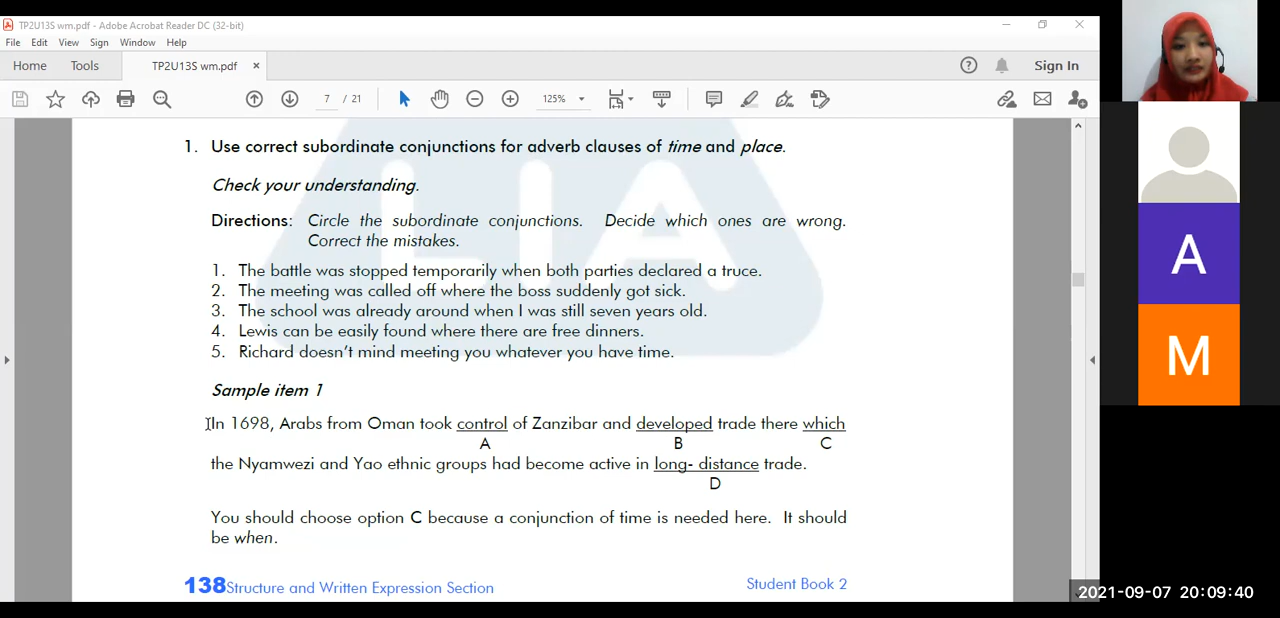 TP2U13S wm.pdf - Adobe Acrobat Reader DC (32-bit)
File Edit View Sign Window Help
Home Tools TP2U13S wm.pdf × Sign In
7 / 21 125%
1. Use correct subordinate conjunctions for adverb clauses of time and place.
Check your understanding.
Directions: Circle the subordinate conjunctions. Decide which ones are wrong.
Correct the mistakes.
1. The battle was stopped temporarily when both parties declared a truce.
2. The meeting was called off where the boss suddenly got sick.
3. The school was already around when I was still seven years old.
4. Lewis can be easily found where there are free dinners.
5. Richard doesn't mind meeting you whatever you have time.
Sample item 1
In 1698, Arabs from Oman took control of Zanzibar and developed trade there which
A B C
the Nyamwezi and Yao ethnic groups had become active in long- distance trade.
D
You should choose option C because a conjunction of time is needed here. It should
be when.
138 Structure and Written Expression Section Student Book 2
LIA
A
M
2021-09-07 20:09:40